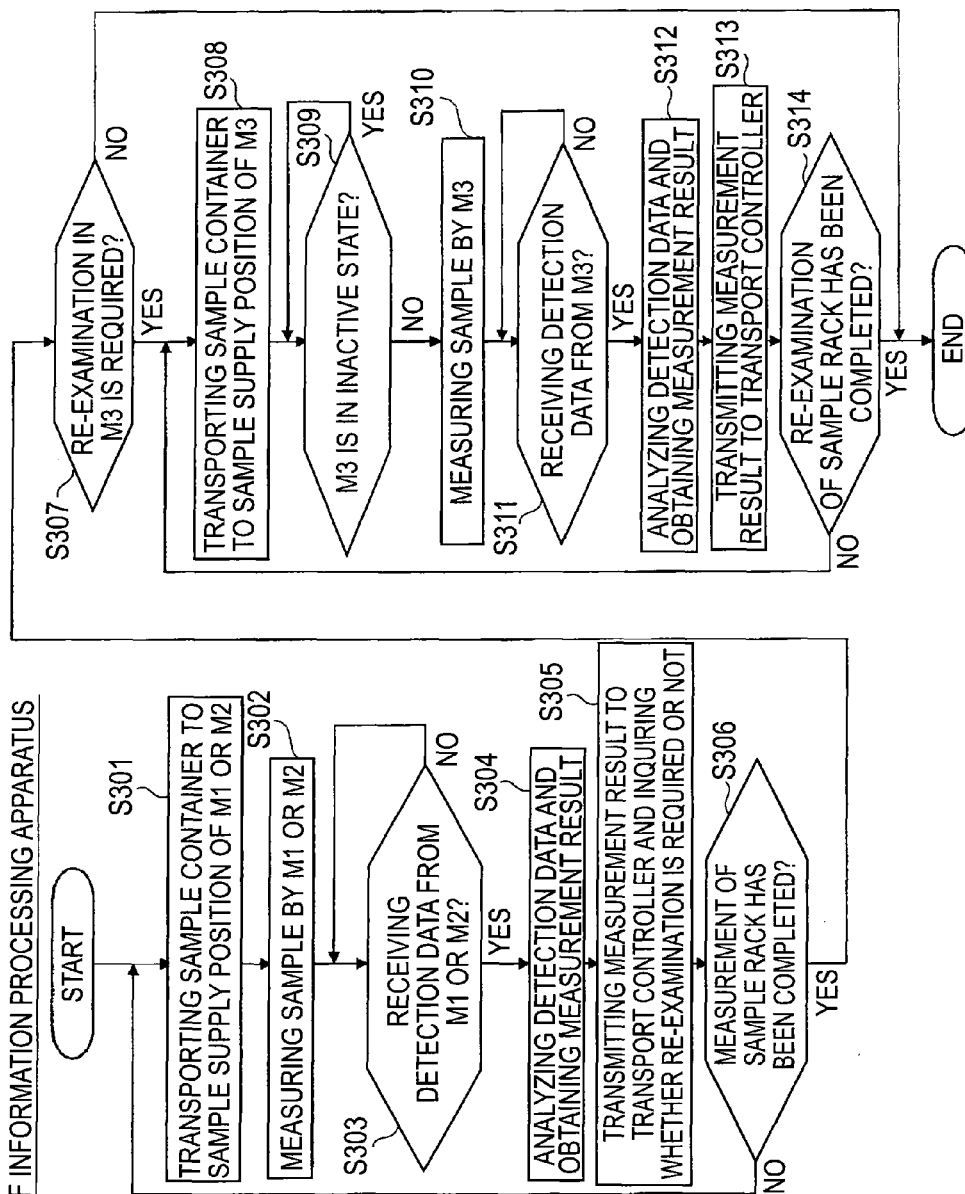 F INFORMATION PROCESSING APPARATUS
START
S301
TRANSPORTING SAMPLE CONTAINER TO
SAMPLE SUPPLY POSITION OF M1 OR M2
S302
MEASURING SAMPLE BY M1 OR M2
S303
RECEIVING
DETECTION DATA FROM
M1 OR M2?
NO
YES
S304
ANALYZING DETECTION DATA AND
OBTAINING MEASUREMENT RESULT
S305
TRANSMITTING MEASUREMENT RESULT TO
TRANSPORT CONTROLLER AND INQUIRING
WHETHER RE-EXAMINATION IS REQUIRED OR NOT
S306
MEASUREMENT OF
SAMPLE RACK HAS
BEEN COMPLETED?
NO
YES
S307
RE-EXAMINATION IN
M3 IS REQUIRED?
NO
YES
S308
TRANSPORTING SAMPLE CONTAINER
TO SAMPLE SUPPLY POSITION OF M3
S309
M3 IS IN INACTIVE STATE?
YES
NO
S310
MEASURING SAMPLE BY M3
S311
RECEIVING DETECTION
DATA FROM M3?
NO
YES
S312
ANALYZING DETECTION DATA AND
OBTAINING MEASUREMENT RESULT
S313
TRANSMITTING MEASUREMENT
RESULT TO TRANSPORT CONTROLLER
S314
RE-EXAMINATION
OF SAMPLE RACK HAS BEEN
COMPLETED?
NO
YES
END